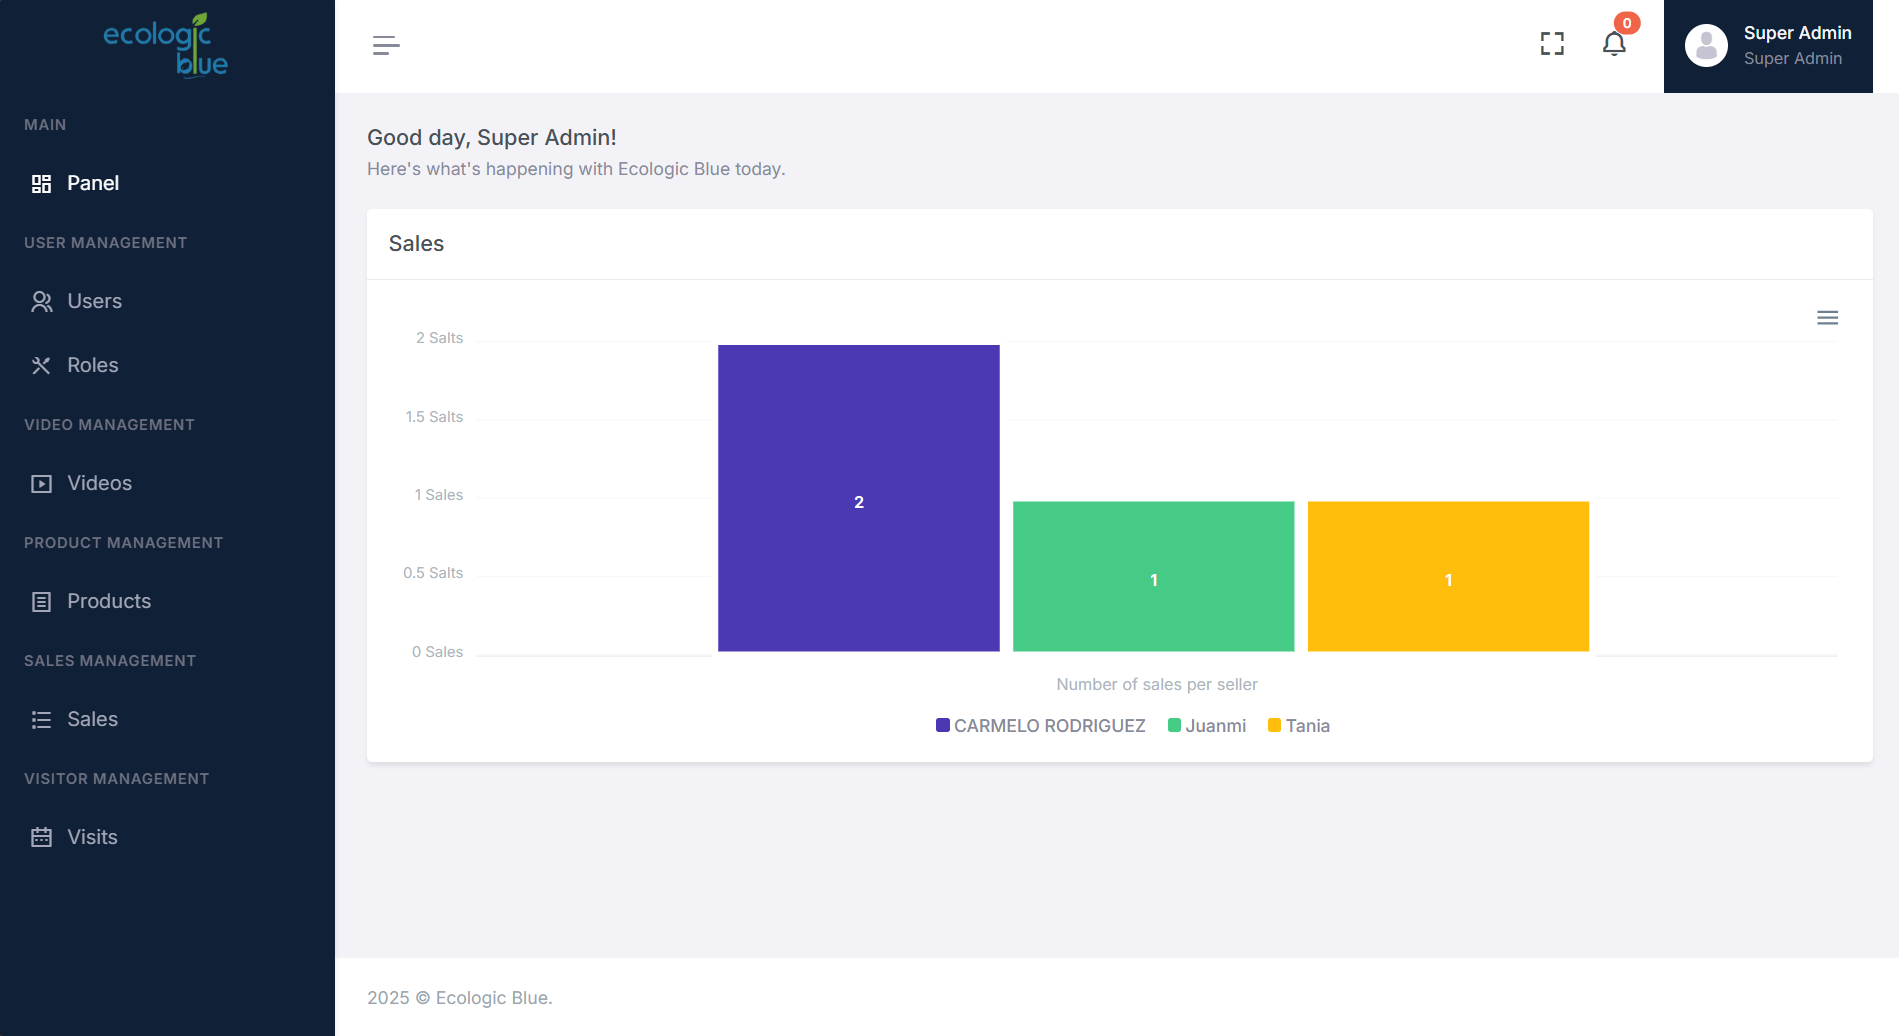 ecologic
blue
MAIN
Panel
USER MANAGEMENT
Users
Roles
VIDEO MANAGEMENT
Videos
PRODUCT MANAGEMENT
Products
SALES MANAGEMENT
Sales
VISITOR MANAGEMENT
Visits
0
Super Admin
Super Admin
Good day, Super Admin!
Here's what's happening with Ecologic Blue today.
Sales
2 Salts
1.5 Salts
1 Sales
0.5 Salts
0 Sales
2
1
1
Number of sales per seller
CARMELO RODRIGUEZ Juanmi Tania
2025 © Ecologic Blue.